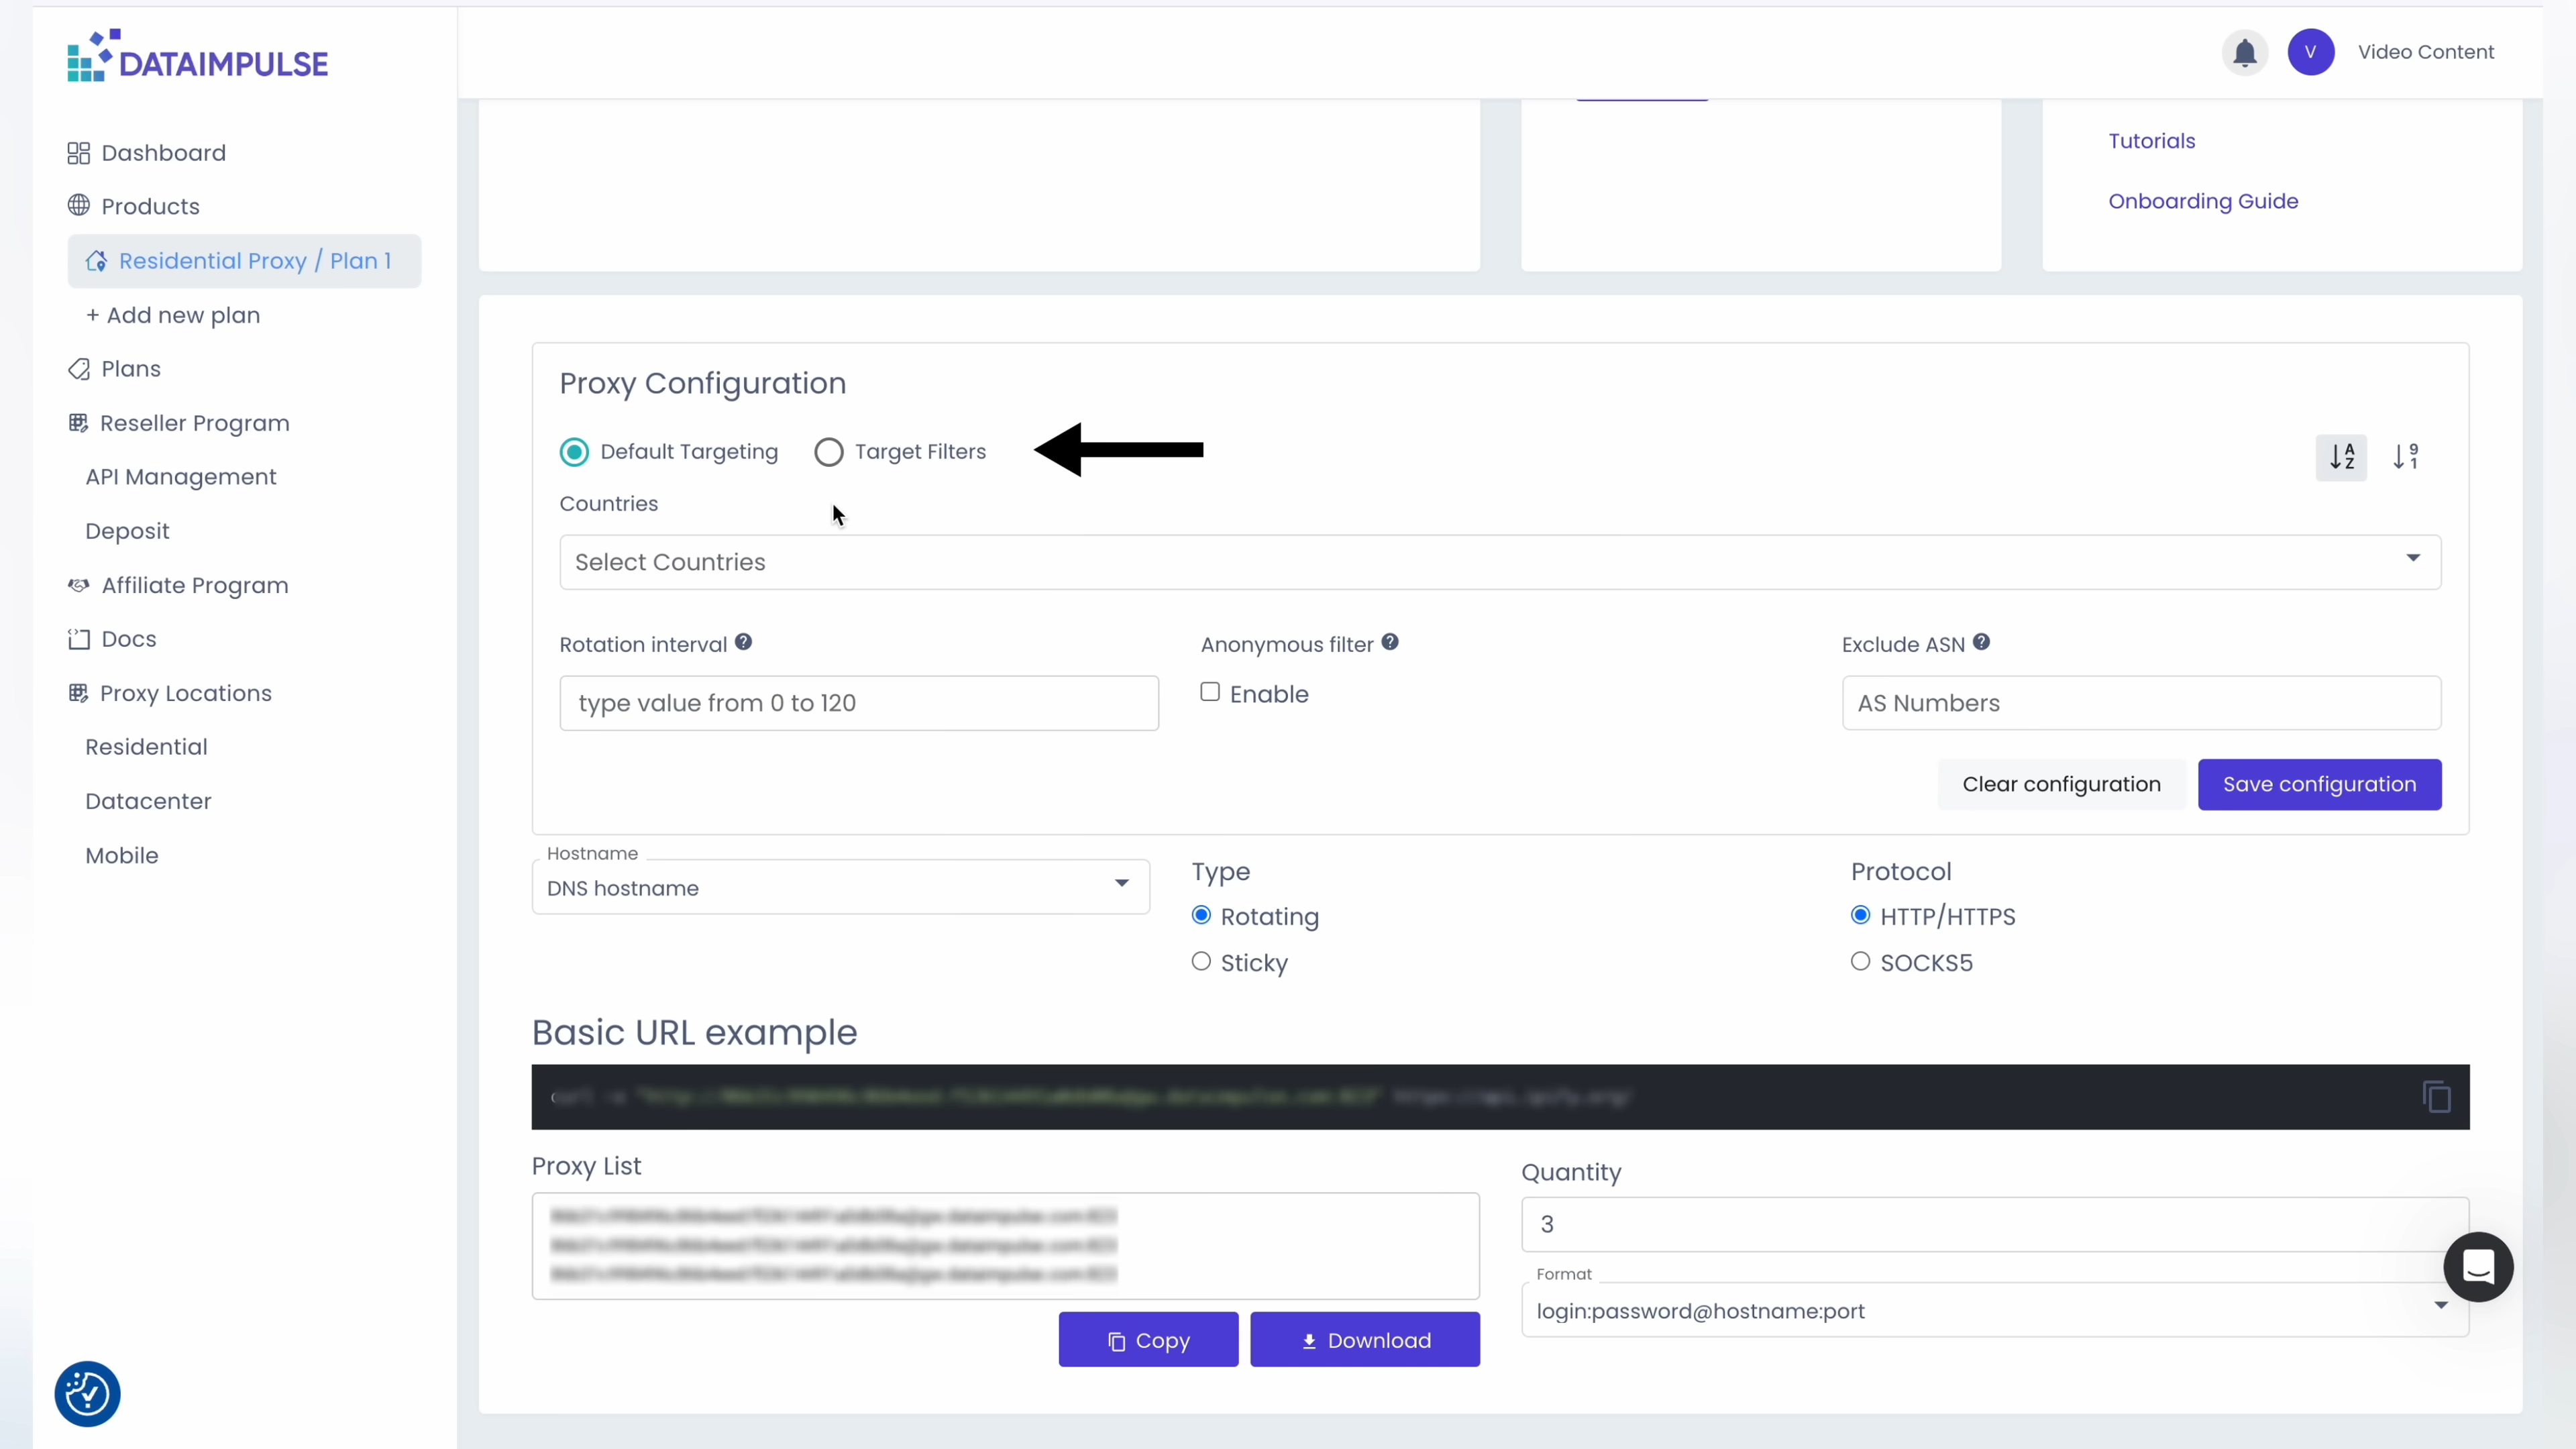 DATAIMPULSE
V
Video Content
Dashboard
Products
Residential Proxy / Plan 1
+ Add new plan
Plans
Reseller Program
API Management
Deposit
Affiliate Program
Docs
Proxy Locations
Residential
Datacenter
Mobile
Tutorials
Onboarding Guide
Proxy Configuration
Default Targeting
Target Filters
A
Z
9
1
Countries
Select Countries
Rotation interval ?
Anonymous filter ?
Exclude ASN ?
type value from 0 to 120
Enable
AS Numbers
Clear configuration
Save configuration
Hostname
DNS hostname
Type
Rotating
Sticky
Protocol
HTTP/HTTPS
SOCKS5
Basic URL example
Proxy List
Quantity
3
Format
login:password@hostname:port
Copy
Download